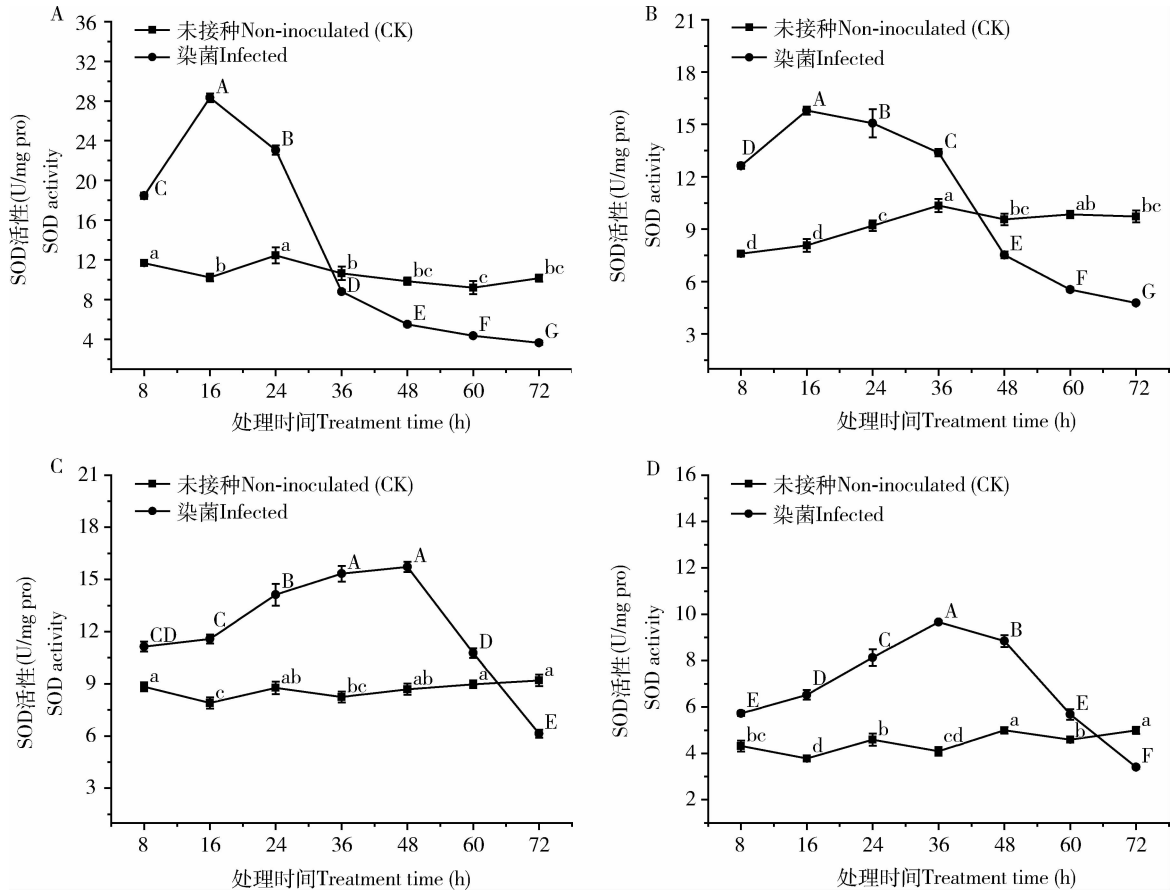 A
未接种Non-inoculated (CK)
染菌Infected
SOD活性(U/mg pro)
SOD activity
36
32
28
24
20
16
12
8
4
C
A
B
D
E
F
G
a
b
a
b
bc
c
bc
8 16 24 36 48 60 72
处理时间Treatment time (h)
B
未接种Non-inoculated (CK)
染菌Infected
SOD活性(U/mg pro)
SOD activity
21
18
15
12
9
6
3
D
A
B
C
E
F
G
d
d
c
a
bc
ab
bc
8 16 24 36 48 60 72
处理时间Treatment time (h)
C
未接种Non-inoculated (CK)
染菌Infected
SOD活性(U/mg pro)
SOD activity
21
18
15
12
9
6
3
CD
C
B
A
A
D
E
a
c
ab
bc
ab
a
a
8 16 24 36 48 60 72
处理时间Treatment time (h)
D
未接种Non-inoculated (CK)
染菌Infected
SOD活性(U/mg pro)
SOD activity
16
14
12
10
8
6
4
2
E
D
C
A
B
E
F
bc
d
b
cd
a
b
a
8 16 24 36 48 60 72
处理时间Treatment time (h)